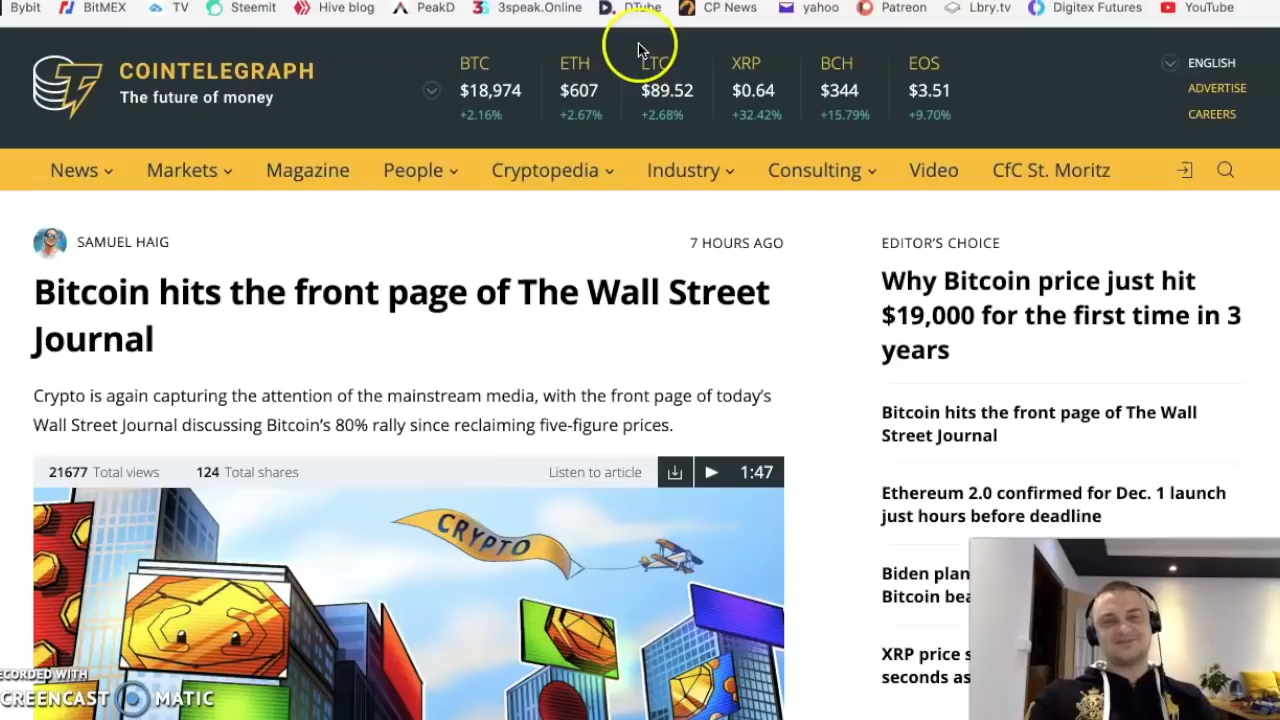 Bybit BitMEX TV Steemit Hive blog PeakD 3speak.Online DTube CP News yahoo Patreon Lbry.tv Digitex Futures YouTube
COINTELEGRAPH
The future of money
BTC ETH LTC XRP BCH EOS
$18,974 $607 $89.52 $0.64 $344 $3.51
+2.16% +2.67% +2.68% +32.42% +15.79% +9.70%
ENGLISH
ADVERTISE
CAREERS
News Markets Magazine People Cryptopedia Industry Consulting Video CfC St. Moritz
SAMUEL HAIG
7 HOURS AGO
Bitcoin hits the front page of The Wall Street
Journal
Crypto is again capturing the attention of the mainstream media, with the front page of today’s
Wall Street Journal discussing Bitcoin’s 80% rally since reclaiming five-figure prices.
21677 Total views 124 Total shares Listen to article 1:47
CRYPTO
EDITOR’S CHOICE
Why Bitcoin price just hit
$19,000 for the first time in 3
years
Bitcoin hits the front page of The Wall
Street Journal
Ethereum 2.0 confirmed for Dec. 1 launch
just hours before deadline
Biden plan
Bitcoin bea
XRP price s
seconds as
ECORDED WITH
CREENCAST MATIC